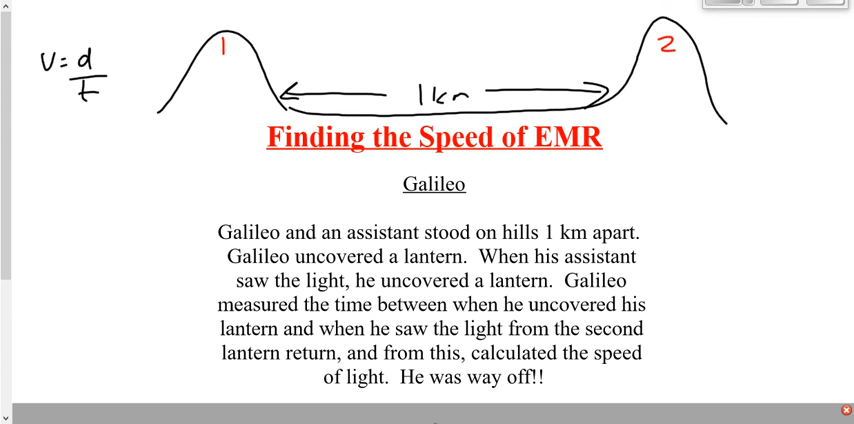 1
2
v = d
t
1 km
Finding the Speed of EMR
Galileo
Galileo and an assistant stood on hills 1 km apart.
Galileo uncovered a lantern.  When his assistant
saw the light, he uncovered a lantern.  Galileo
measured the time between when he uncovered his
lantern and when he saw the light from the second
lantern return, and from this, calculated the speed
of light.  He was way off!!